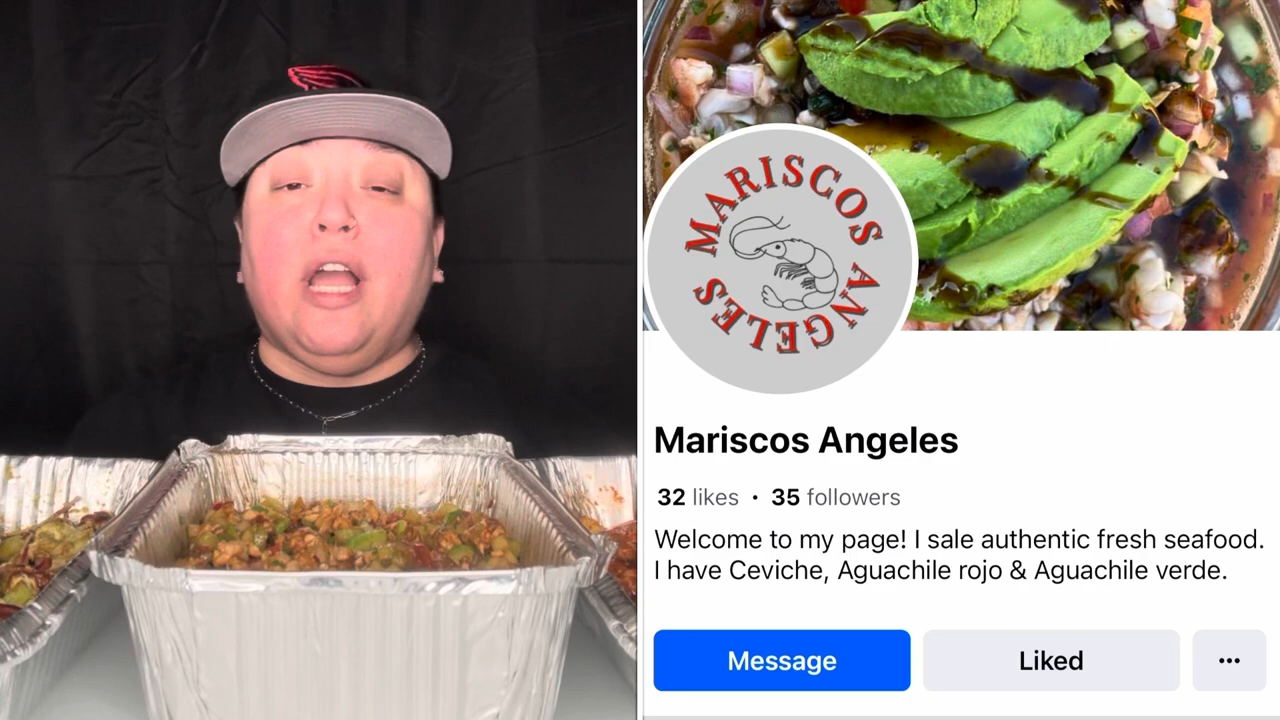 MARISCOS ANGELES
Mariscos Angeles
32 likes · 35 followers
Welcome to my page! I sale authentic fresh seafood.
I have Ceviche, Aguachile rojo & Aguachile verde.
Message
Liked